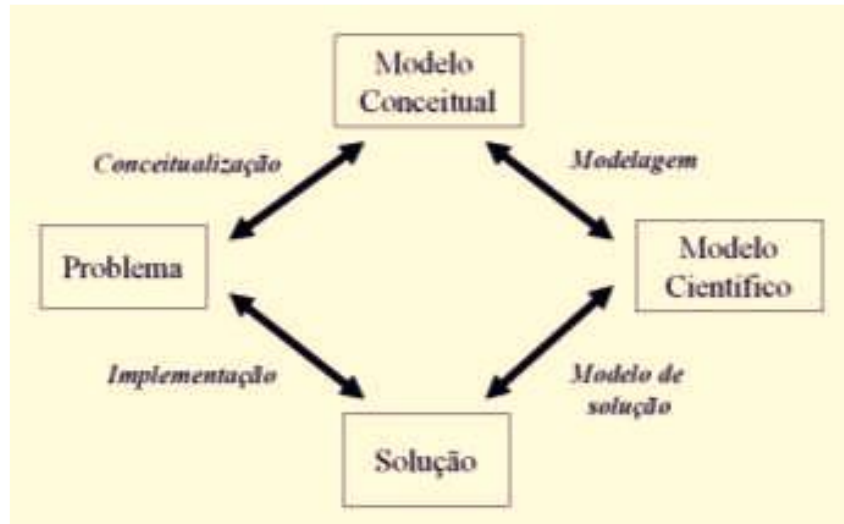 Modelo
Conceitual
Conceitualização
Modelagem
Problema
Modelo
Científico
Implementação
Modelo de
solução
Solução